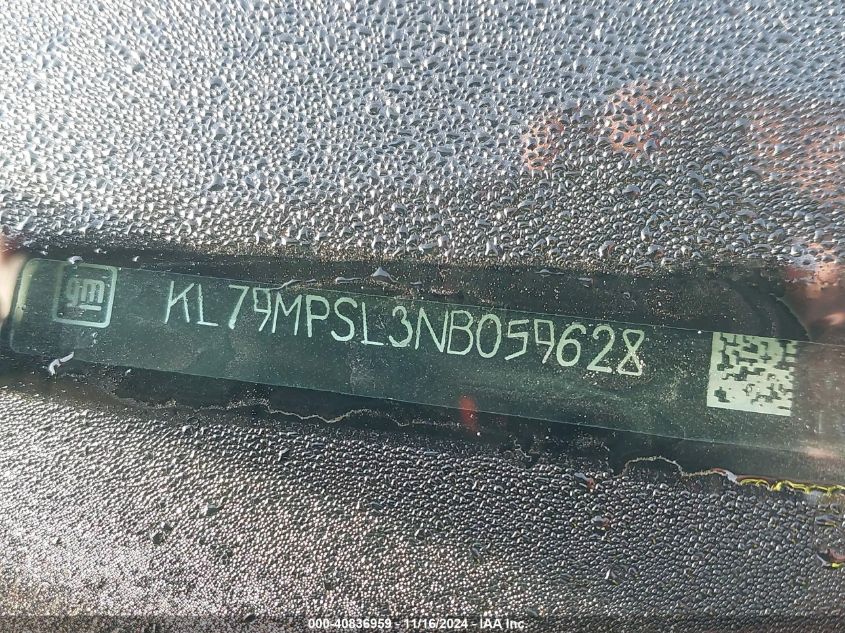 gm
KL79MPSL3NB059628
000-40836959 - 11/16/2024 - IAA Inc.